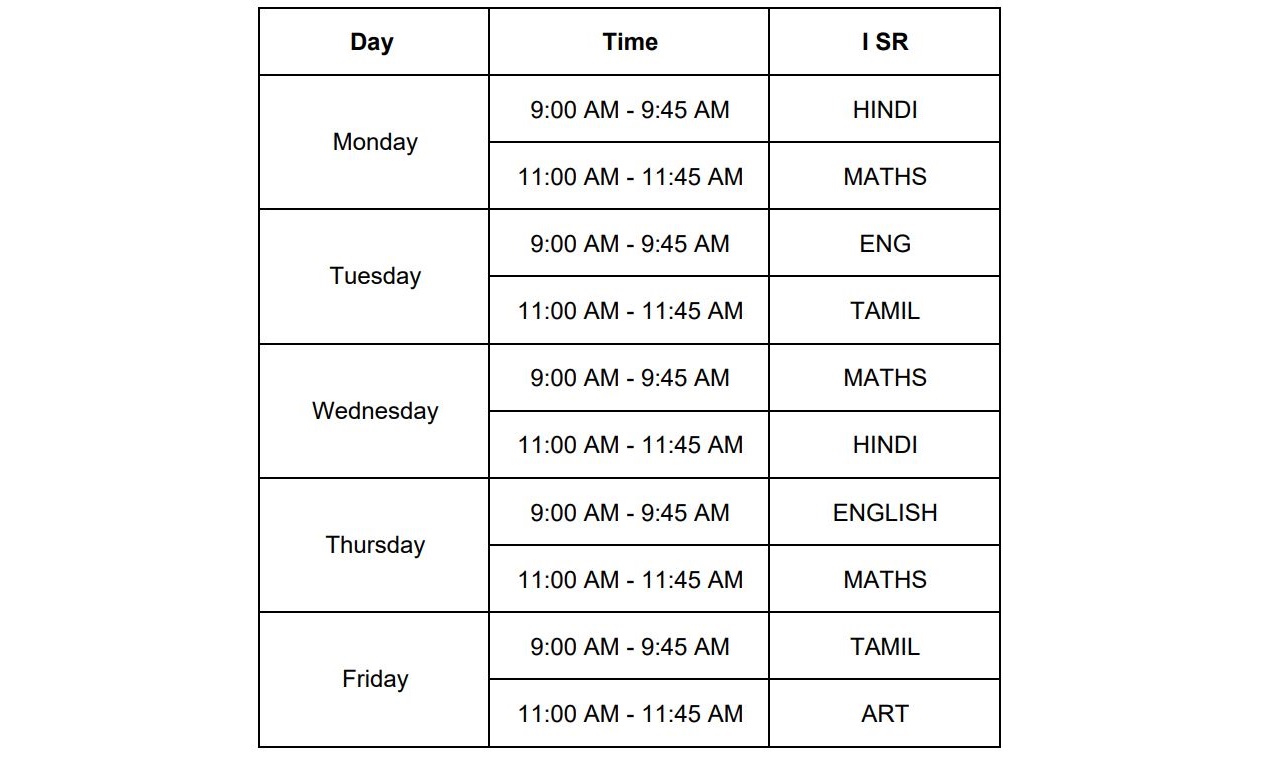 Day Time I SR
Monday 9:00 AM - 9:45 AM HINDI
11:00 AM - 11:45 AM MATHS
Tuesday 9:00 AM - 9:45 AM ENG
11:00 AM - 11:45 AM TAMIL
Wednesday 9:00 AM - 9:45 AM MATHS
11:00 AM - 11:45 AM HINDI
Thursday 9:00 AM - 9:45 AM ENGLISH
11:00 AM - 11:45 AM MATHS
Friday 9:00 AM - 9:45 AM TAMIL
11:00 AM - 11:45 AM ART